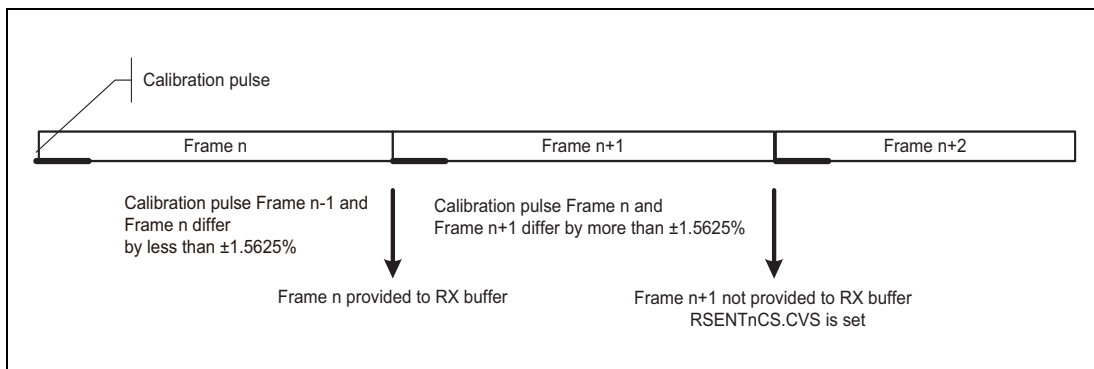 Calibration pulse
Frame n
Frame n+1
Frame n+2
Calibration pulse Frame n-1 and
Frame n differ
by less than ±1.5625%
Calibration pulse Frame n and
Frame n+1 differ by more than ±1.5625%
Frame n provided to RX buffer
Frame n+1 not provided to RX buffer
RSENTnCS.CVS is set